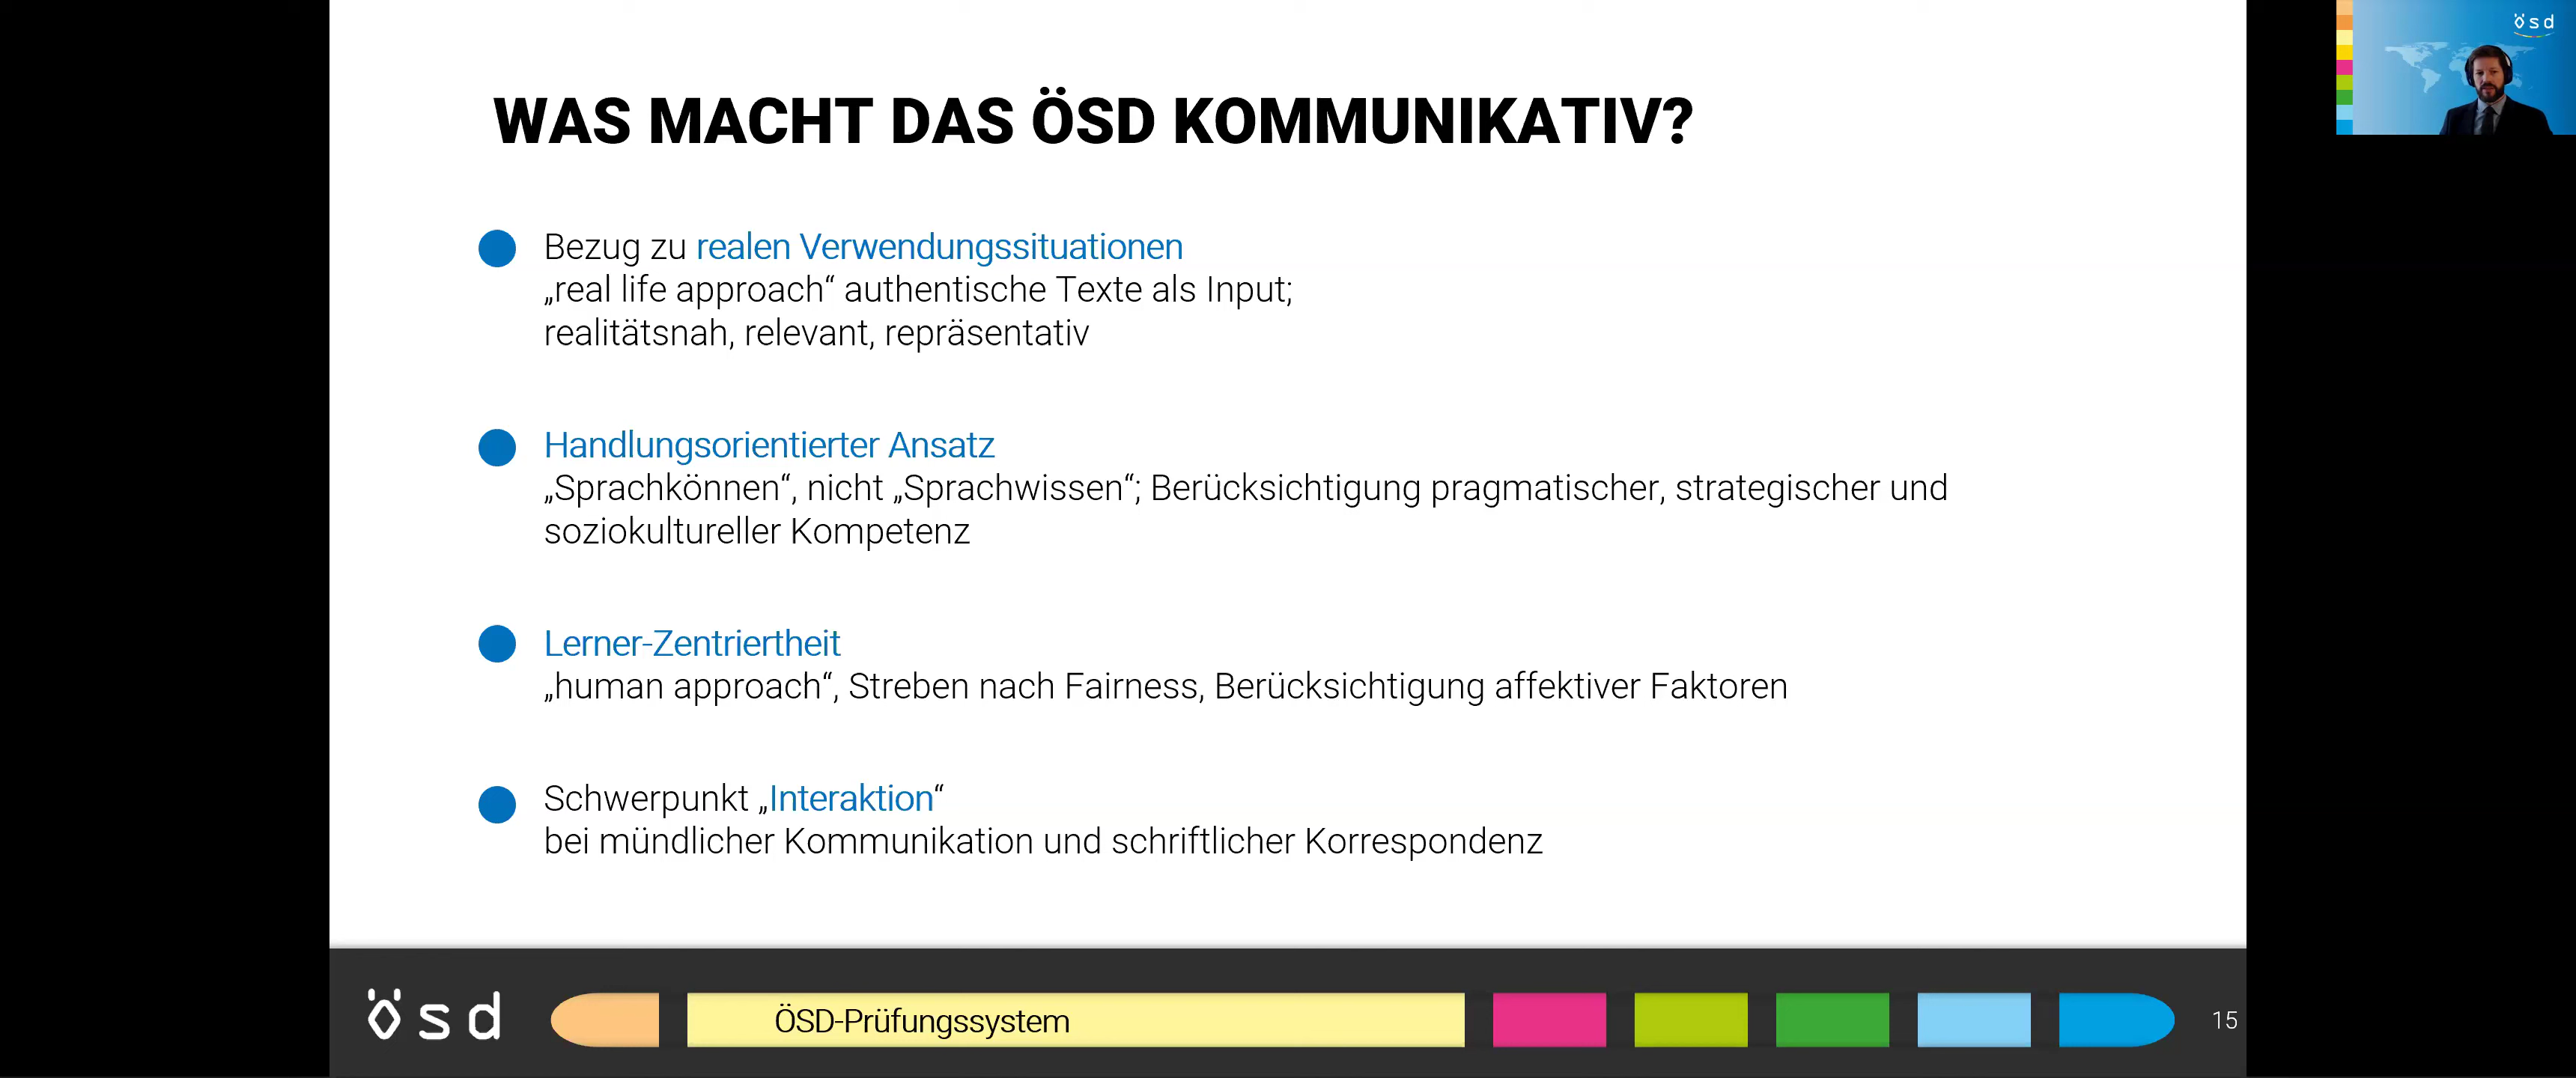 WAS MACHT DAS ÖSD KOMMUNIKATIV?
Bezug zu realen Verwendungssituationen
„real life approach“ authentische Texte als Input;
realitätsnah, relevant, repräsentativ
Handlungsorientierter Ansatz
„Sprachkönnen“, nicht „Sprachwissen“; Berücksichtigung pragmatischer, strategischer und
soziokultureller Kompetenz
Lerner-Zentriertheit
„human approach“, Streben nach Fairness, Berücksichtigung affektiver Faktoren
Schwerpunkt „Interaktion“
bei mündlicher Kommunikation und schriftlicher Korrespondenz
ösd
ÖSD-Prüfungssystem
15
ösd